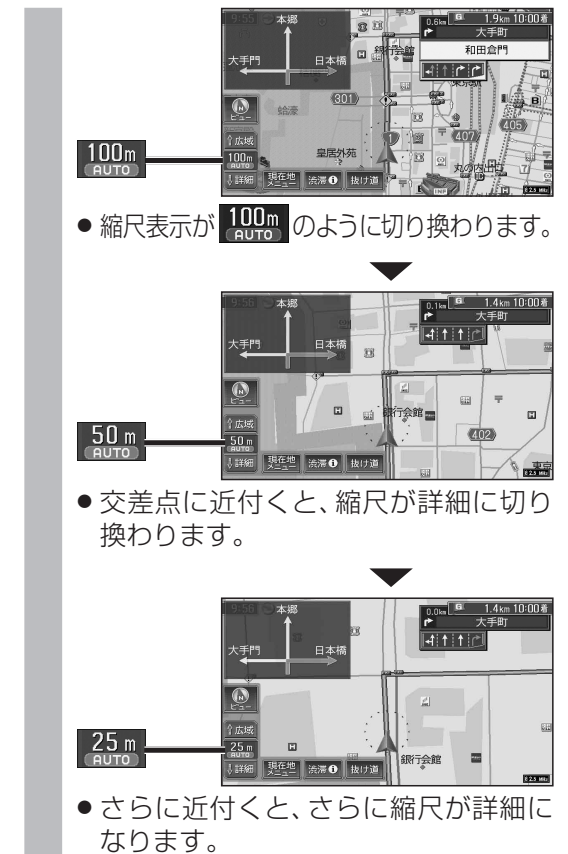 9:55
本郷
大手門
日本橋
0.6km
1.9km 10:00着
大手町
和田倉門
銀行会館
301
皇居外苑
407
405
丸の内出口
ビュー
広域
100m
AUTO
詳細
現在地
メニュー
渋滞
抜け道
100m
AUTO
● 縮尺表示が 100m AUTO のように切り換わります。
9:56
本郷
大手門
日本橋
0.1km
1.4km 10:00着
大手町
銀行会館
402
ビュー
広域
50m
AUTO
詳細
現在地
メニュー
渋滞
抜け道
50 m
AUTO
● 交差点に近付くと、縮尺が詳細に切り
換わります。
9:56
本郷
大手門
日本橋
0.0km
1.4km 10:00着
大手町
銀行会館
ビュー
広域
25m
AUTO
詳細
現在地
メニュー
渋滞
抜け道
25 m
AUTO
● さらに近付くと、さらに縮尺が詳細に
なります。